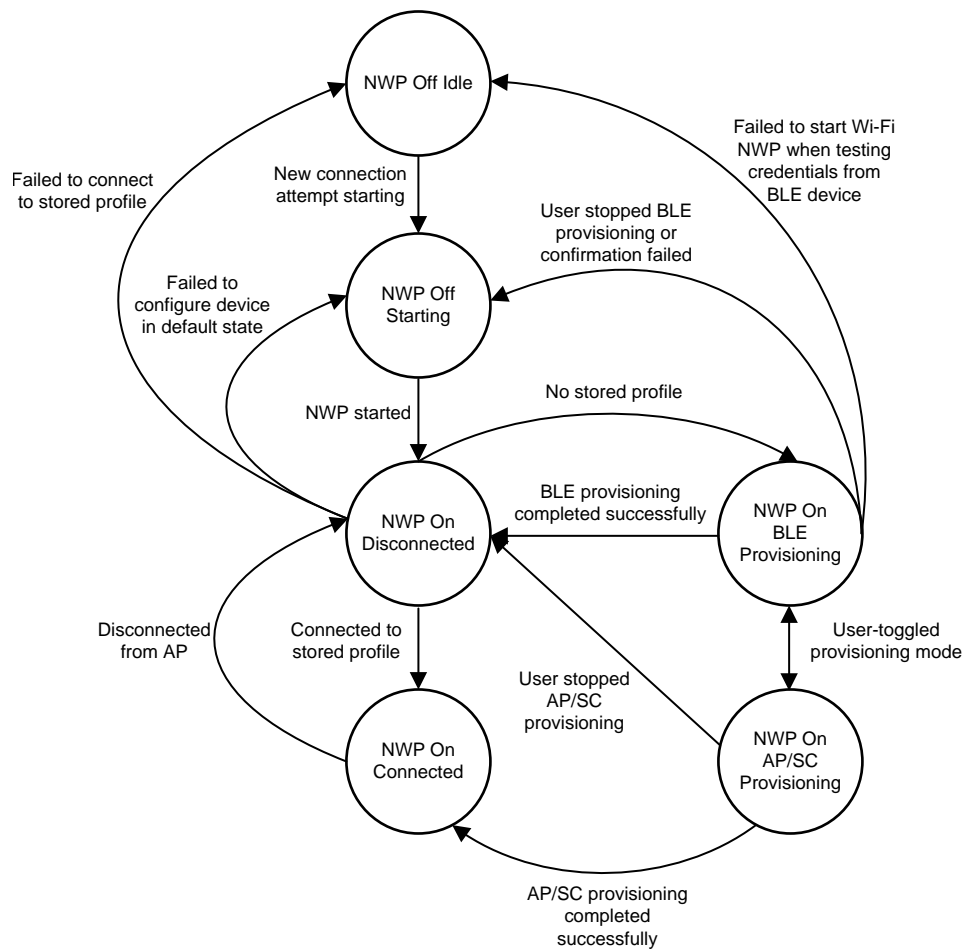 NWP Off Idle
Failed to start Wi-Fi
NWP when testing
credentials from
BLE device
Failed to connect
to stored profile
New connection
attempt starting
User stopped BLE
provisioning or
confirmation failed
Failed to
configure device
in default state
NWP Off
Starting
NWP started
No stored profile
NWP On
Disconnected
BLE provisioning
completed successfully
NWP On
BLE
Provisioning
Disconnected
from AP
Connected to
stored profile
User-toggled
provisioning mode
User stopped
AP/SC
provisioning
NWP On
Connected
NWP On
AP/SC
Provisioning
AP/SC provisioning
completed
successfully